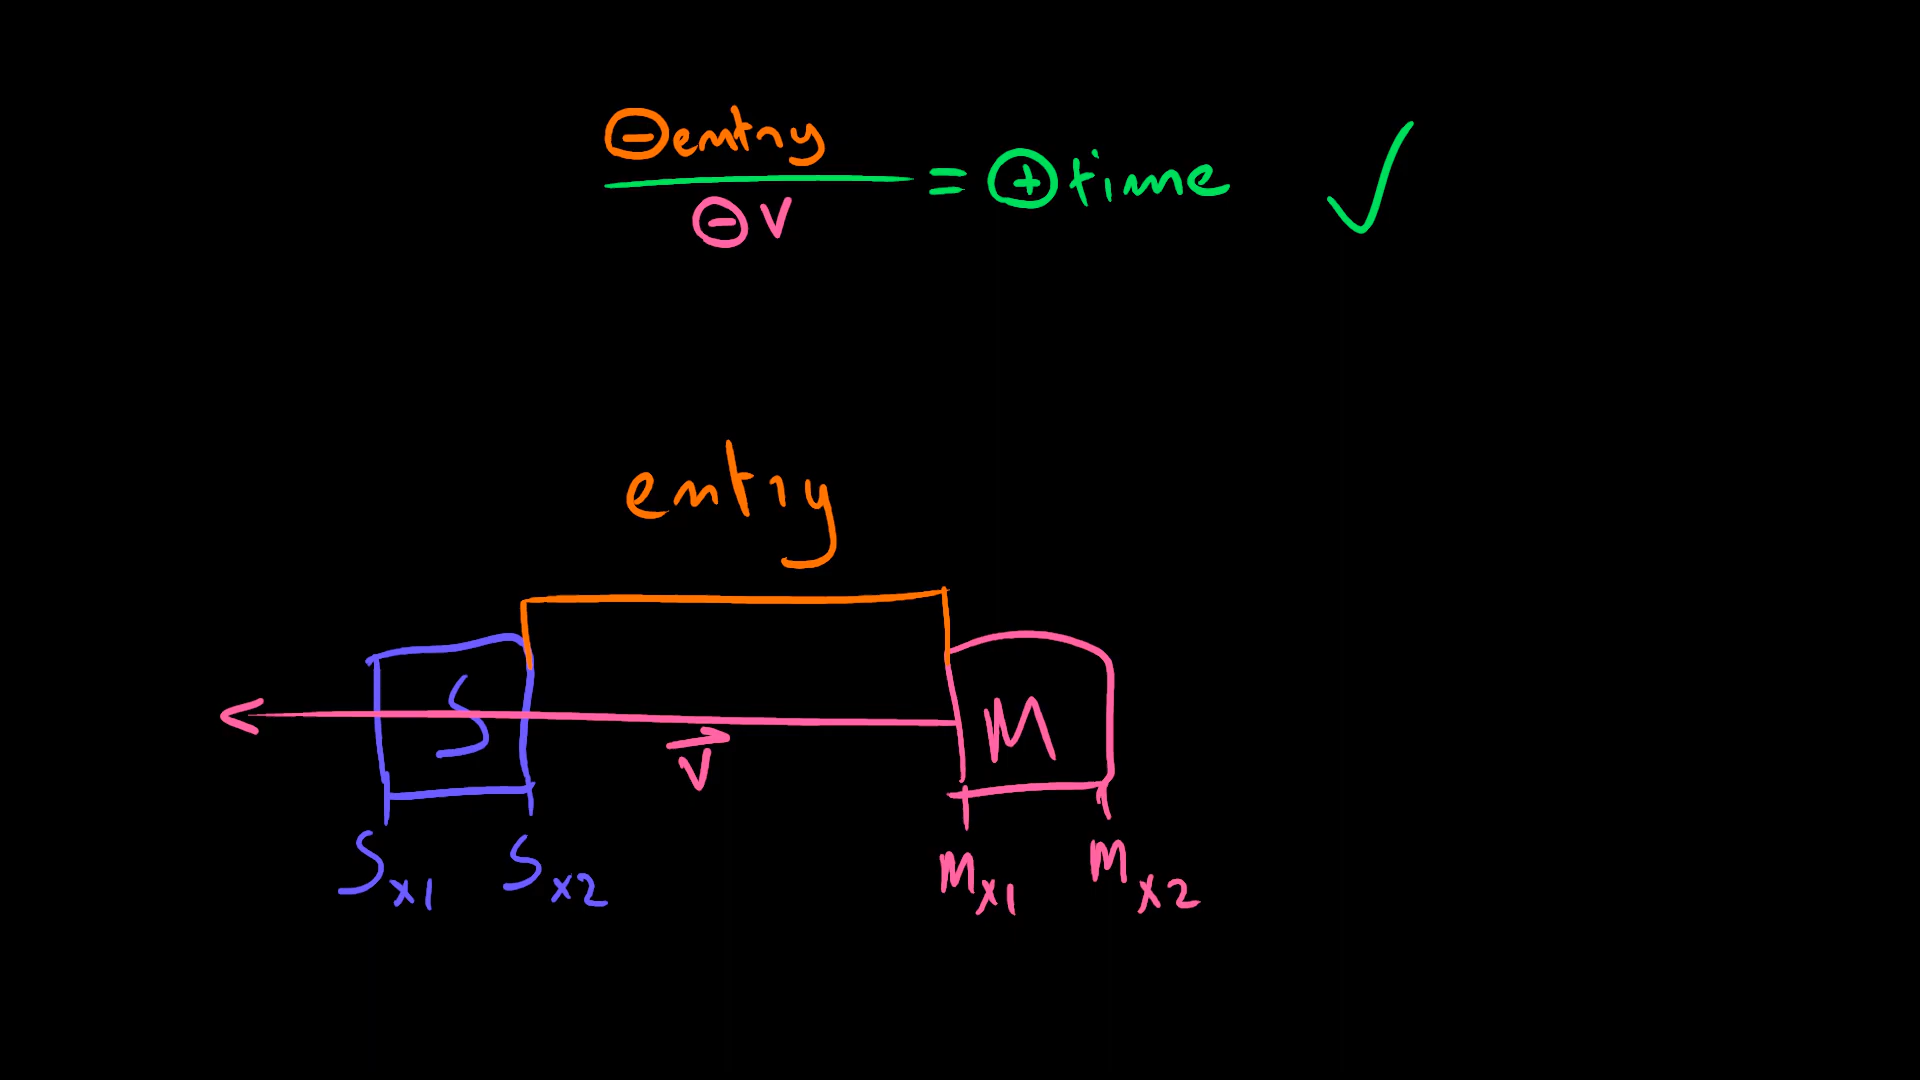 ⊖entry
⊖V = ⊕time ✓
entry
S M
V
Sx1 Sx2 Mx1 Mx2